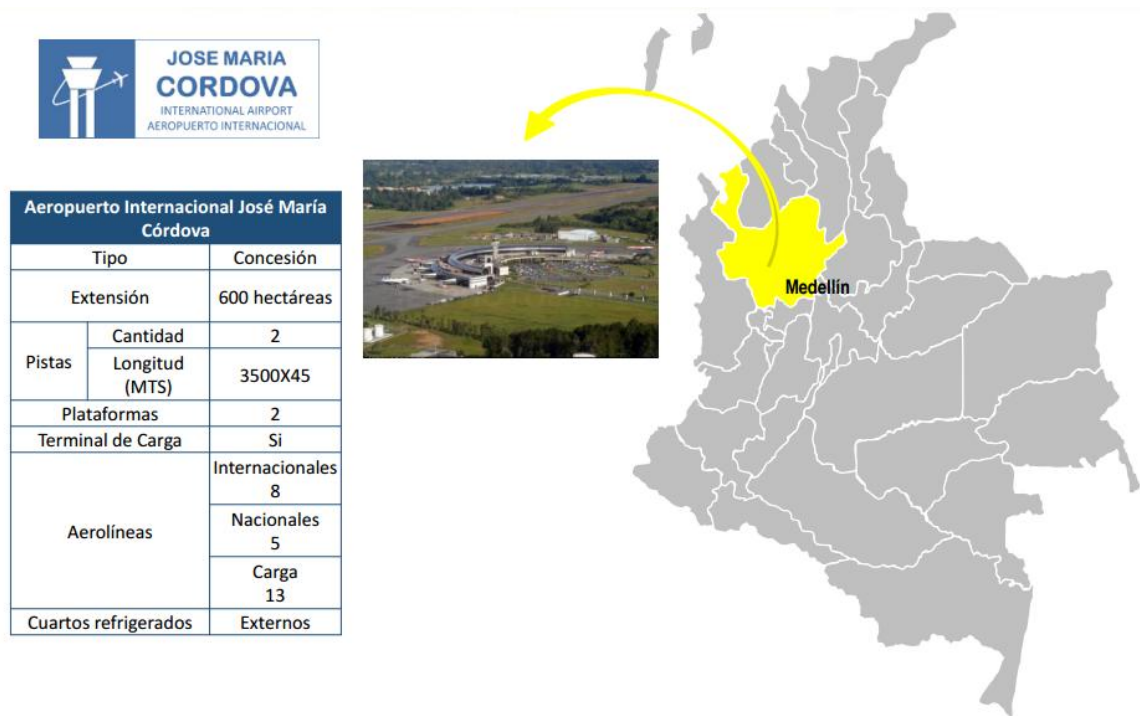 JOSE MARIA
CORDOVA
INTERNATIONAL AIRPORT
AEROPUERTO INTERNACIONAL
Aeropuerto Internacional José María
Córdova
Tipo Concesión
Extensión 600 hectáreas
Pistas
Cantidad 2
Longitud
(MTS)
3500X45
Plataformas 2
Terminal de Carga Si
Aerolíneas
Internacionales
8
Nacionales
5
Carga
13
Cuartos refrigerados Externos
Medellín